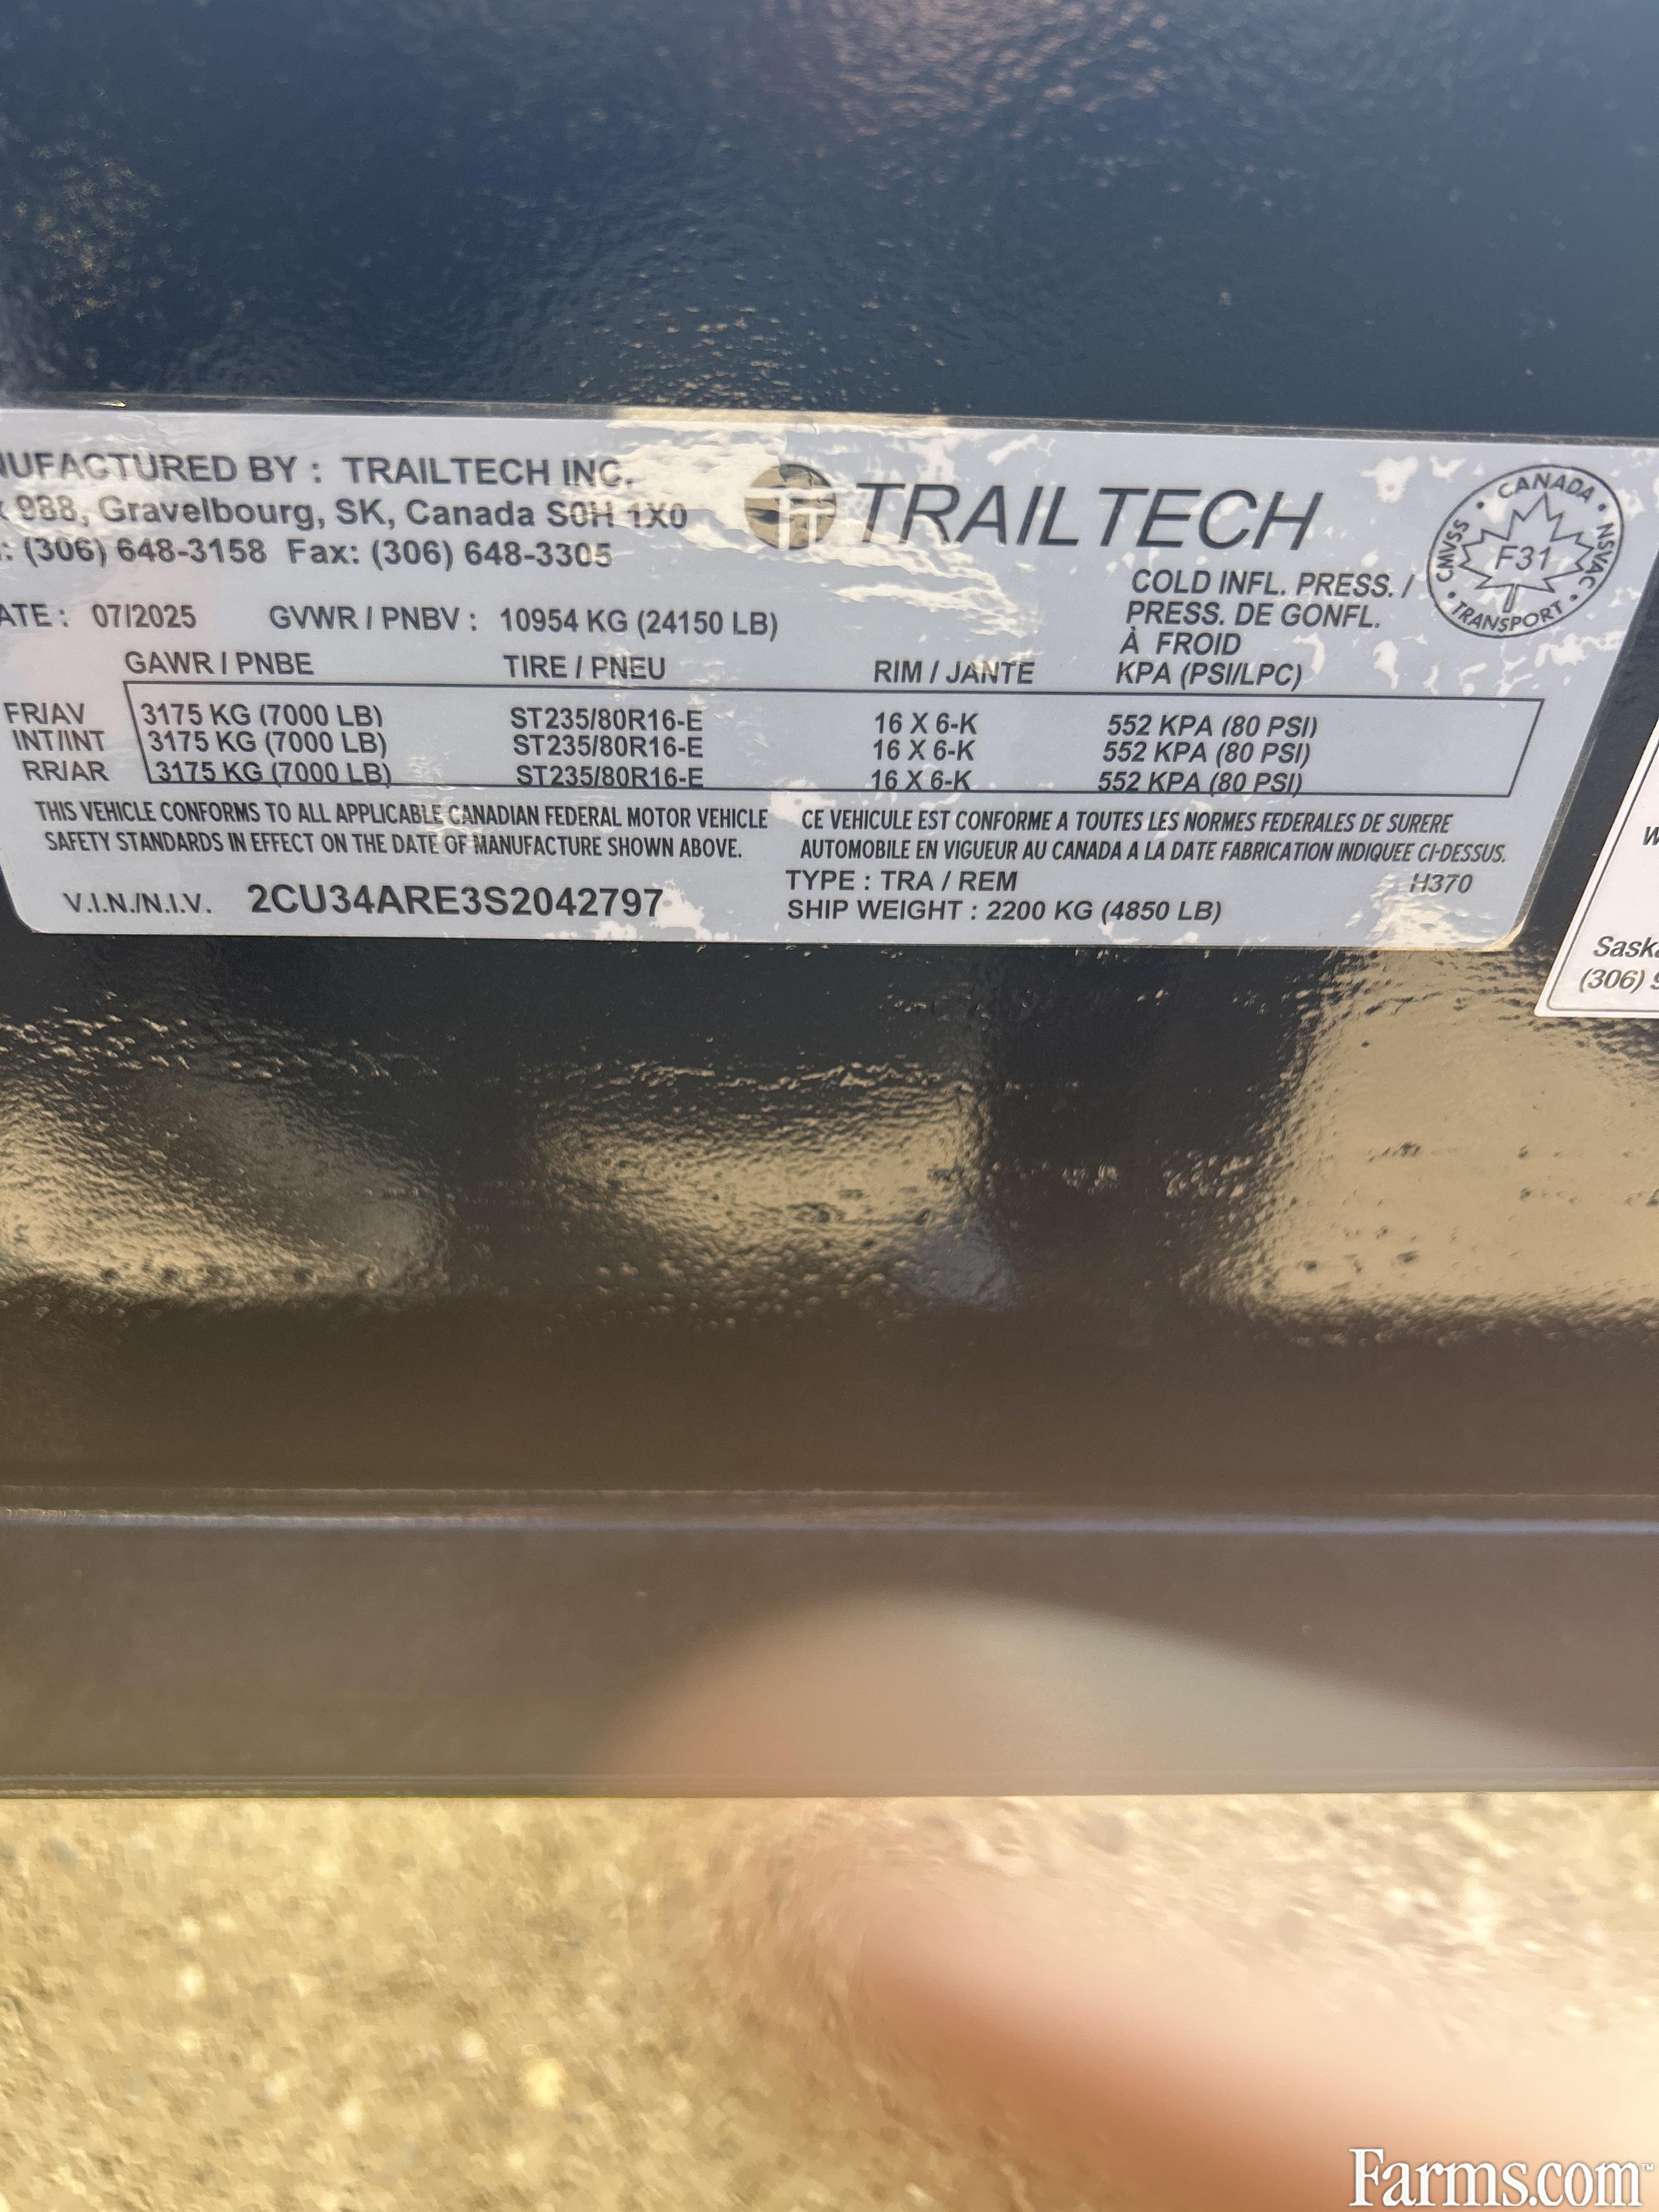 NUFACTURED BY : TRAILTECH INC.
988, Gravelbourg, SK, Canada S0H 1X0
: (306) 648-3158 Fax: (306) 648-3305
TRAILTECH
CANADA
CMVSS
NSVAC
F31
TRANSPORT
ATE : 07/2025 GVWR / PNBV : 10954 KG (24150 LB)
COLD INFL. PRESS. /
PRESS. DE GONFL.
À FROID
GAWR / PNBE TIRE / PNEU RIM / JANTE KPA (PSI/LPC)
FR/AV 3175 KG (7000 LB) ST235/80R16-E 16 X 6-K 552 KPA (80 PSI)
INT/INT 3175 KG (7000 LB) ST235/80R16-E 16 X 6-K 552 KPA (80 PSI)
RR/AR 3175 KG (7000 LB) ST235/80R16-E 16 X 6-K 552 KPA (80 PSI)
THIS VEHICLE CONFORMS TO ALL APPLICABLE CANADIAN FEDERAL MOTOR VEHICLE
SAFETY STANDARDS IN EFFECT ON THE DATE OF MANUFACTURE SHOWN ABOVE.
CE VEHICULE EST CONFORME A TOUTES LES NORMES FEDERALES DE SURERE
AUTOMOBILE EN VIGUEUR AU CANADA A LA DATE FABRICATION INDIQUEE CI-DESSUS.
V.I.N./N.I.V. 2CU34ARE3S2042797
TYPE : TRA / REM H370
SHIP WEIGHT : 2200 KG (4850 LB)
W
Sask
(306) 9
Farms.com™